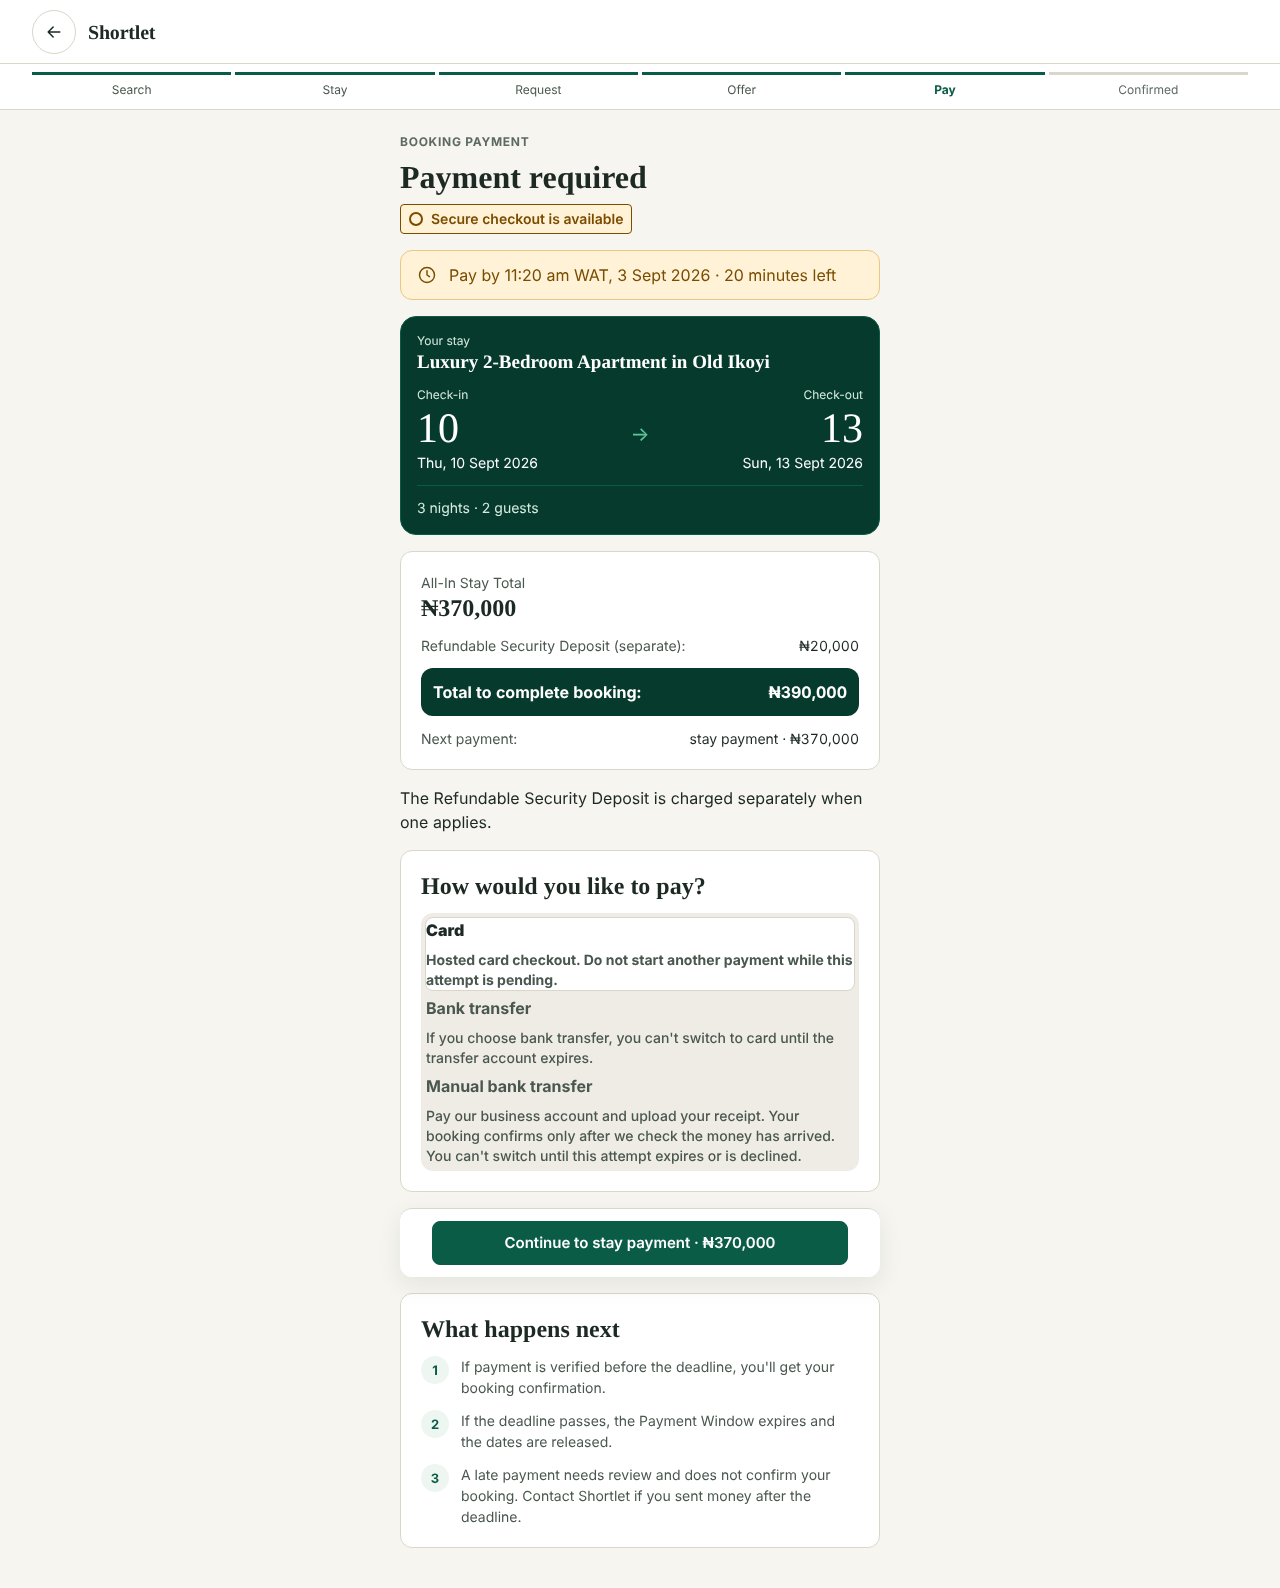 Shortlet
Search
Stay
Request
Offer
Pay
Confirmed
BOOKING PAYMENT
Payment required
Secure checkout is available
Pay by 11:20 am WAT, 3 Sept 2026 · 20 minutes left
Your stay
Luxury 2-Bedroom Apartment in Old Ikoyi
Check-in
Check-out
10
→
13
Thu, 10 Sept 2026
Sun, 13 Sept 2026
3 nights · 2 guests
All-In Stay Total
₦370,000
Refundable Security Deposit (separate): ₦20,000
Total to complete booking: ₦390,000
Next payment: stay payment · ₦370,000
The Refundable Security Deposit is charged separately when
one applies.
How would you like to pay?
Card
Hosted card checkout. Do not start another payment while this
attempt is pending.
Bank transfer
If you choose bank transfer, you can't switch to card until the
transfer account expires.
Manual bank transfer
Pay our business account and upload your receipt. Your
booking confirms only after we check the money has arrived.
You can't switch until this attempt expires or is declined.
Continue to stay payment · ₦370,000
What happens next
1 If payment is verified before the deadline, you'll get your
booking confirmation.
2 If the deadline passes, the Payment Window expires and
the dates are released.
3 A late payment needs review and does not confirm your
booking. Contact Shortlet if you sent money after the
deadline.